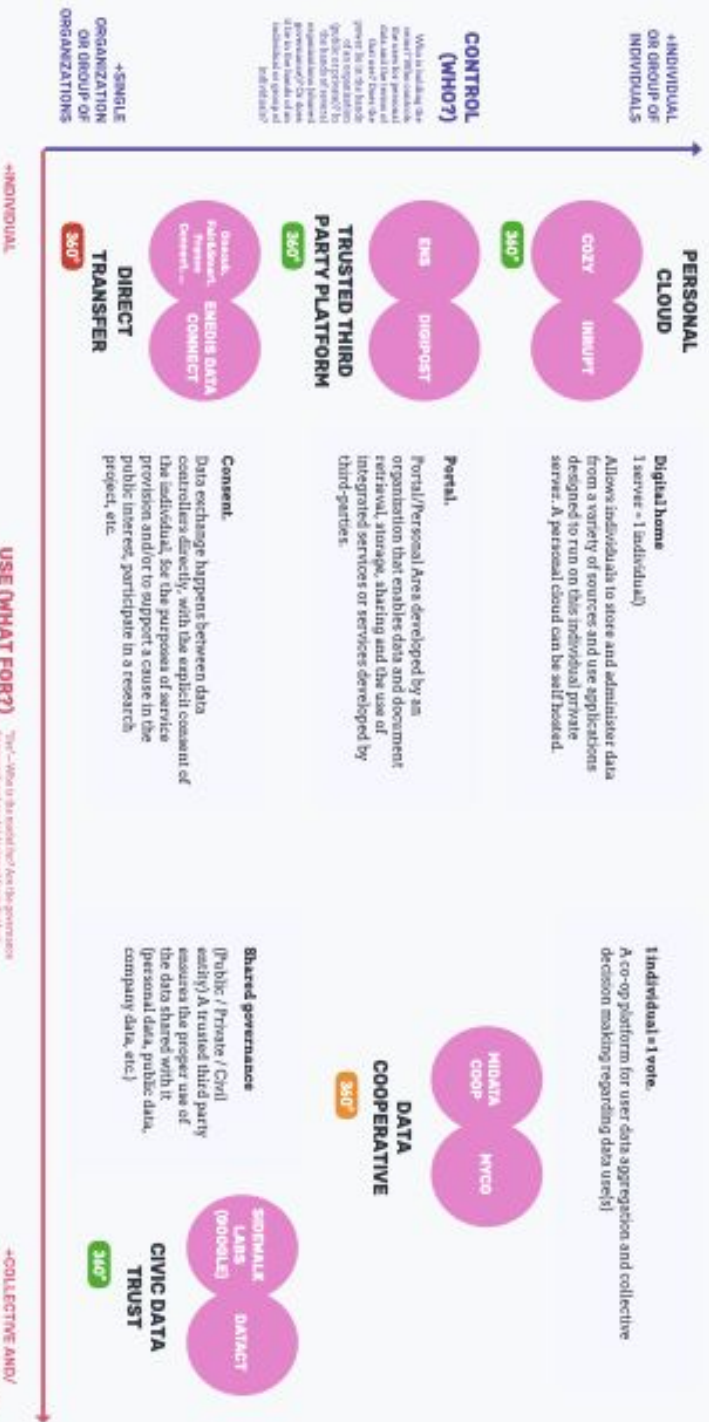 +INDIVIDUAL
OR GROUP OF
INDIVIDUALS
CONTROL
(WHO?)
+SINGLE
ORGANIZATION
OR GROUP OF
ORGANIZATIONS
PERSONAL
CLOUD
COZY
INRUPT
360°
Digital home
1 server = 1 individual)
Allows individuals to store and administer data
from a variety of sources and use applications
designed to run on this individual private
server. A personal cloud can be self hosted.
ENS
DIGIPOST
360°
TRUSTED THIRD
PARTY PLATFORM
Portal.
Portal/Personal Area developed by an
organization that enables data and document
retrieval, storage, sharing and the use of
integrated services or services developed by
third-parties.
Fair&Smart.
France
Connect...
ENEDIS DATA
CONNECT
360°
DIRECT
TRANSFER
Consent.
Data exchange happens between data
controllers directly, with the explicit consent of
the individual, for the purposes of service
provision and/or to support a cause in the
public interest, participate in a research
project, etc.
1 individual = 1 vote.
A co-op platform for user data aggregation and collective
decision making regarding data use(s)
MIDATA
COOP
MYCO
DATA
COOPERATIVE
360°
Shared governance
(Public / Private / Civil
entity) A trusted third party
ensures the proper use of
the data shared with it
(personal data, public data,
company data, etc.)
SIDEWALK
LABS
(GOOGLE)
DATACT
CIVIC DATA
TRUST
360°
+INDIVIDUAL
USE (WHAT FOR?)
+COLLECTIVE AND/